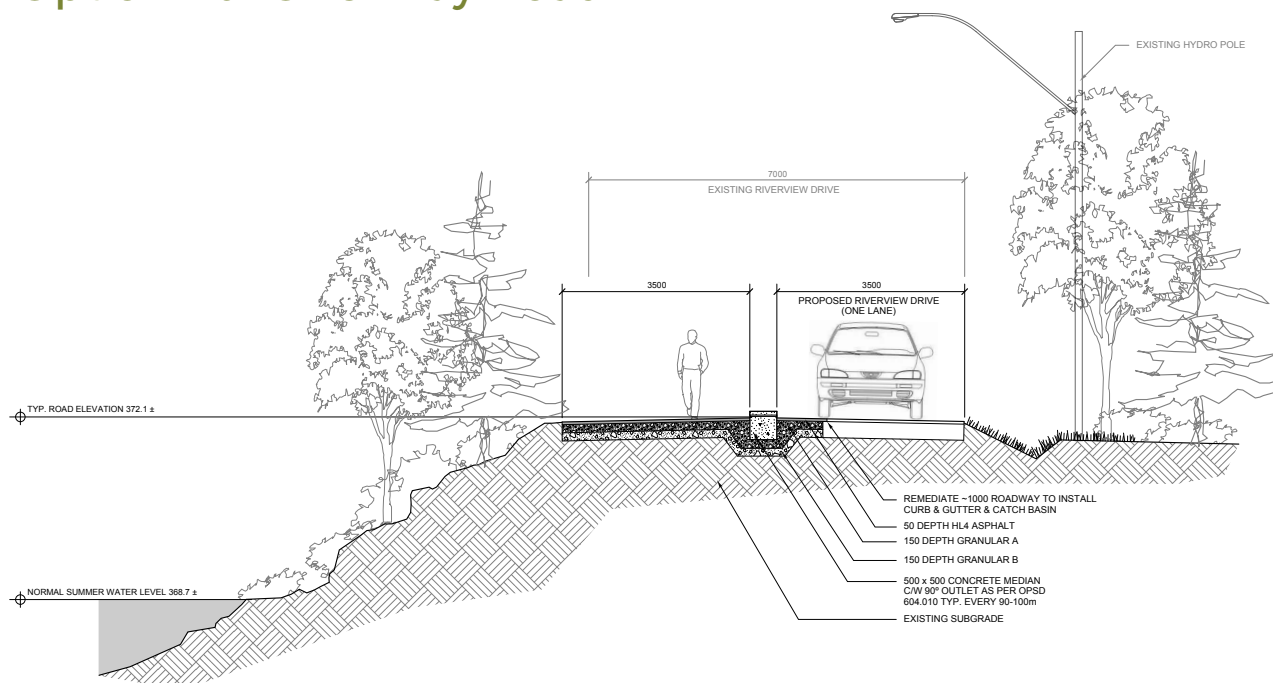 EXISTING HYDRO POLE
7000
EXISTING RIVERVIEW DRIVE
3500
3500
PROPOSED RIVERVIEW DRIVE
(ONE LANE)
TYP. ROAD ELEVATION 372.1 ±
REMEDIATE ~1000 ROADWAY TO INSTALL
CURB & GUTTER & CATCH BASIN
50 DEPTH HL4 ASPHALT
150 DEPTH GRANULAR A
150 DEPTH GRANULAR B
500 x 500 CONCRETE MEDIAN
C/W 90º OUTLET AS PER OPSD
604.010 TYP. EVERY 90-100m
EXISTING SUBGRADE
NORMAL SUMMER WATER LEVEL 368.7 ±